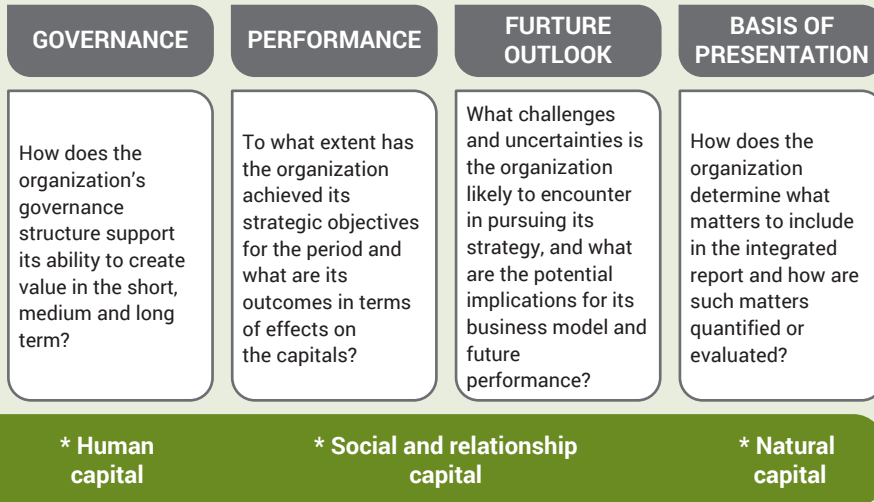 GOVERNANCE
PERFORMANCE
FURTURE
OUTLOOK
BASIS OF
PRESENTATION
How does the
organization's
governance
structure support
its ability to create
value in the short,
medium and long
term?
To what extent has
the organization
achieved its
strategic objectives
for the period and
what are its
outcomes in terms
of effects on
the capitals?
What challenges
and uncertainties is
the organization
likely to encounter
in pursuing its
strategy, and what
are the potential
implications for its
business model and
future
performance?
How does the
organization
determine what
matters to include
in the integrated
report and how are
such matters
quantified or
evaluated?
* Human
capital
* Social and relationship
capital
* Natural
capital